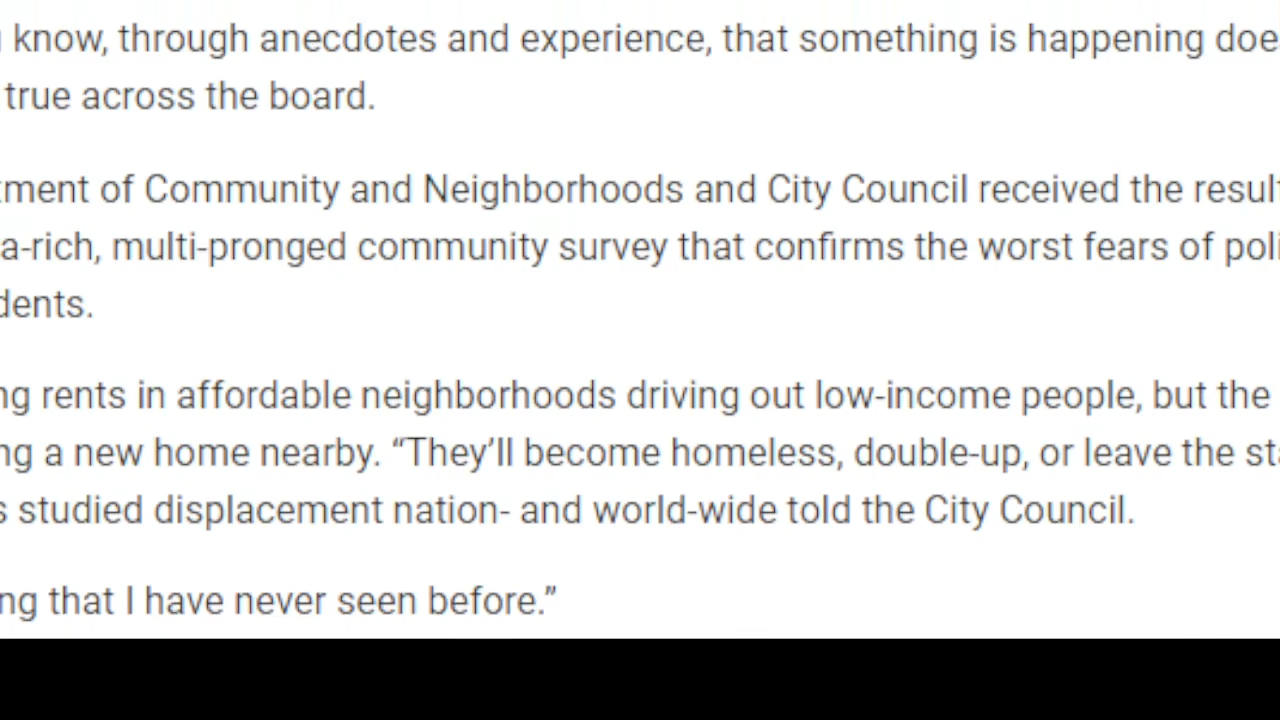 know, through anecdotes and experience, that something is happening doe
true across the board.
tment of Community and Neighborhoods and City Council received the result
a-rich, multi-pronged community survey that confirms the worst fears of poli
dents.
ng rents in affordable neighborhoods driving out low-income people, but the
ng a new home nearby. “They’ll become homeless, double-up, or leave the sta
s studied displacement nation- and world-wide told the City Council.
ng that I have never seen before.”